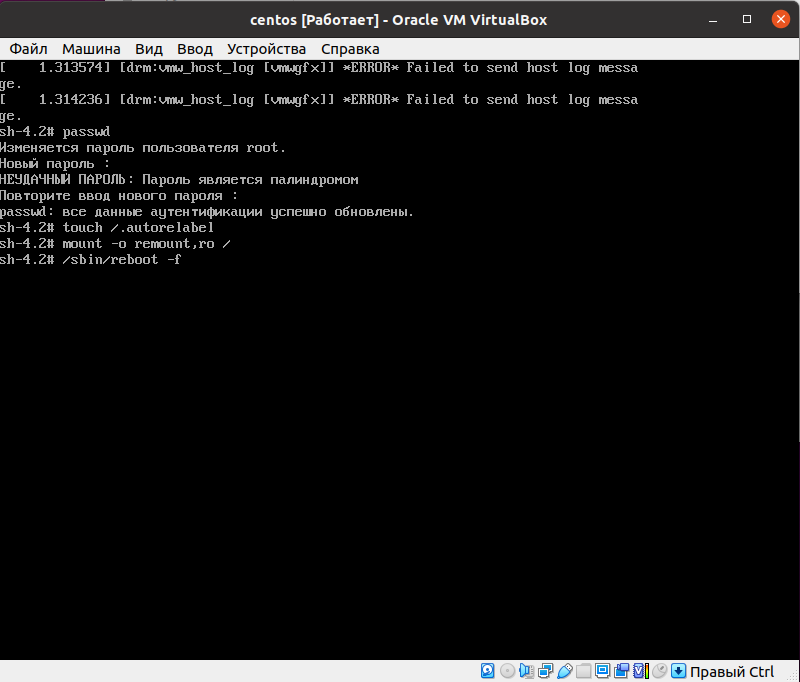 centos [Работает] - Oracle VM VirtualBox
Файл Машина Вид Ввод Устройства Справка
[    1.313574] [drm:vmw_host_log [vmwgfx]] *ERROR* Failed to send host log messa
ge.
[    1.314236] [drm:vmw_host_log [vmwgfx]] *ERROR* Failed to send host log messa
ge.
sh-4.2# passwd
Изменяется пароль пользователя root.
Новый пароль :
НЕУДАЧНЫЙ ПАРОЛЬ: Пароль является палиндромом
Повторите ввод нового пароля :
passwd: все данные аутентификации успешно обновлены.
sh-4.2# touch /.autorelabel
sh-4.2# mount -o remount,ro /
sh-4.2# /sbin/reboot -f
Правый Ctrl